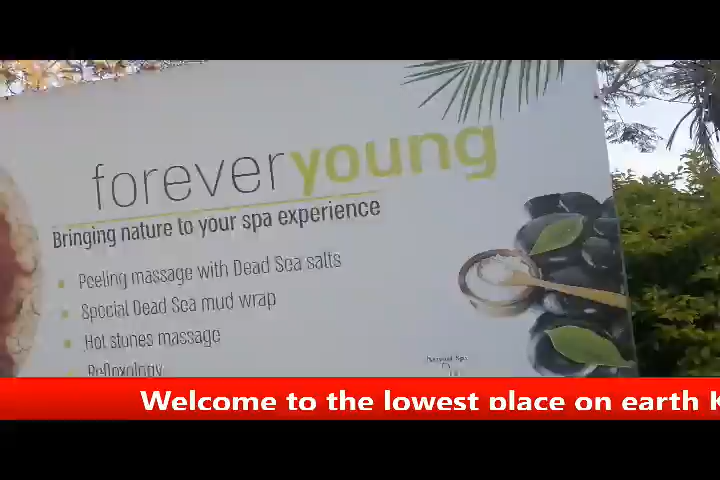 foreveryoung
Bringing nature to your spa experience
Peeling massage with Dead Sea salts
Special Dead Sea mud wrap
Hot stones massage
Reflexology
Welcome to the lowest place on earth